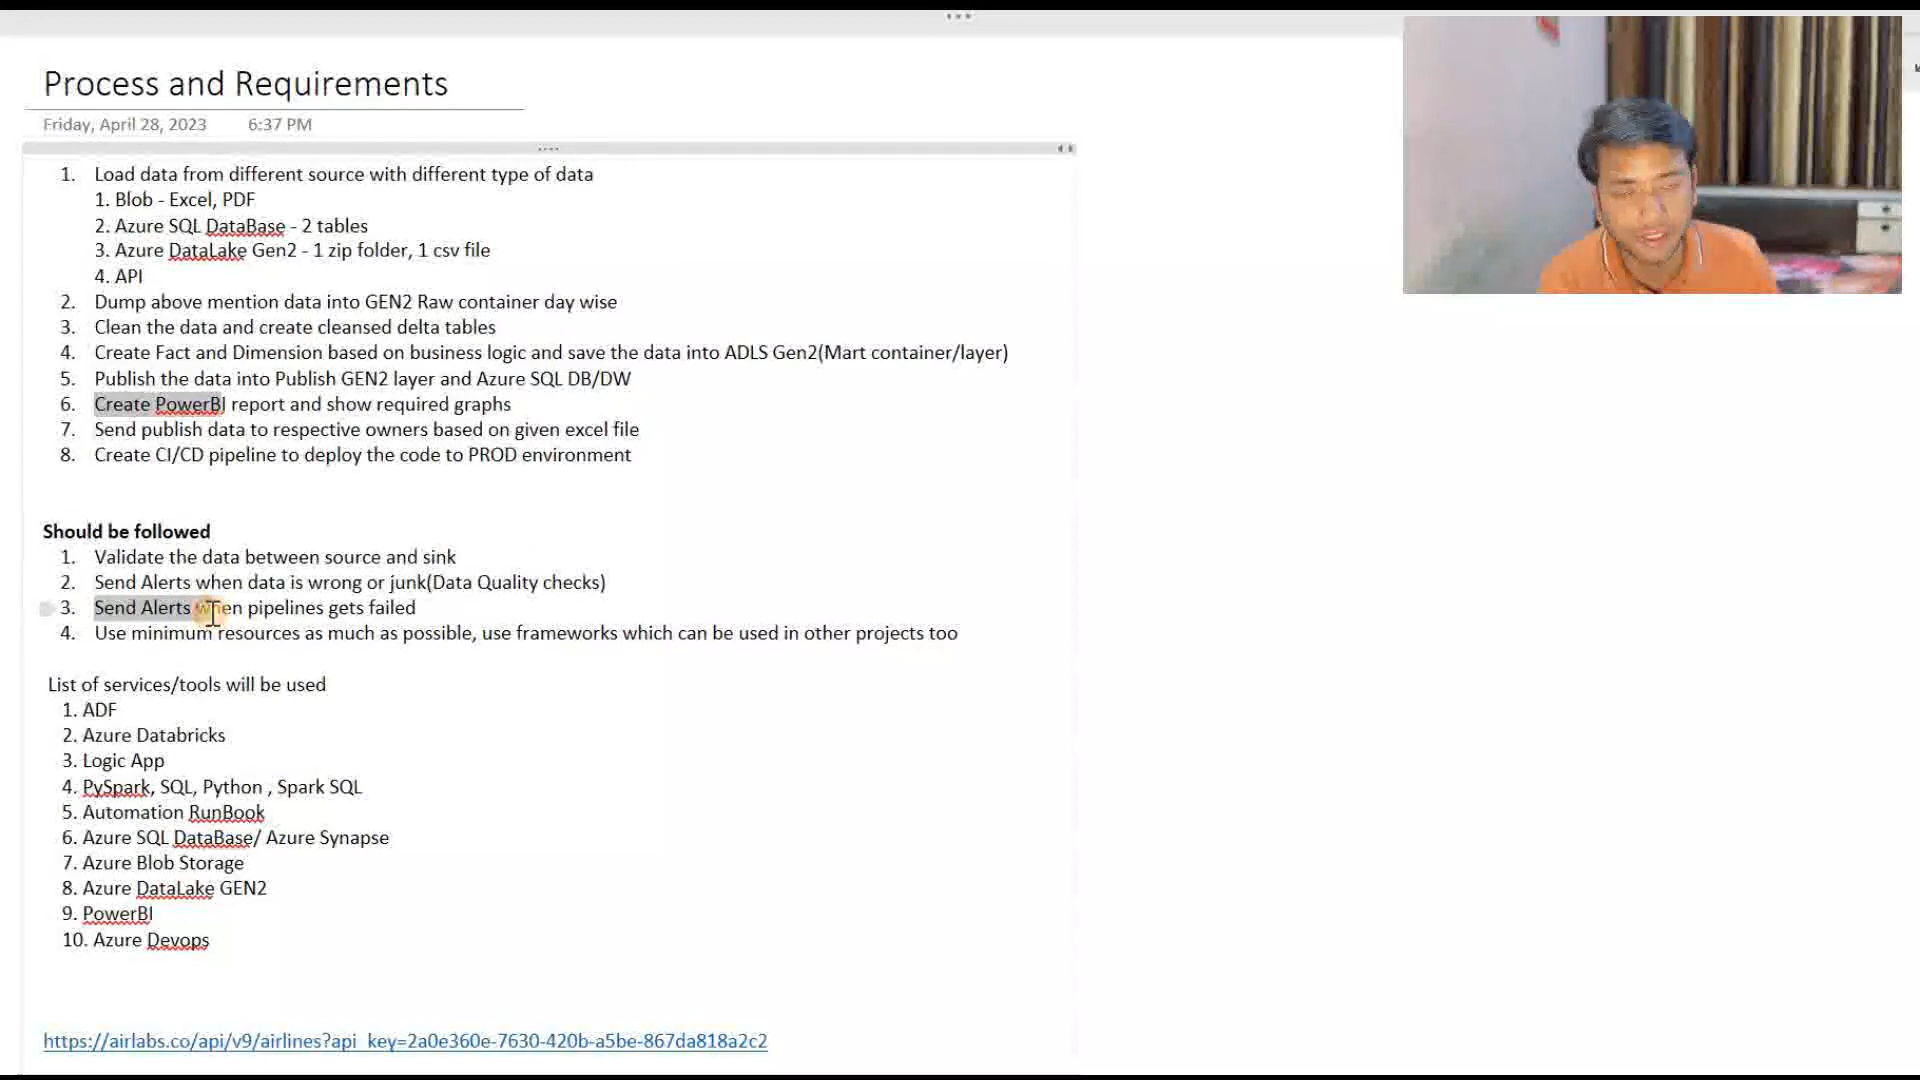 Process and Requirements
Friday, April 28, 2023 6:37 PM
1. Load data from different source with different type of data
1. Blob - Excel, PDF
2. Azure SQL DataBase - 2 tables
3. Azure DataLake Gen2 - 1 zip folder, 1 csv file
4. API
2. Dump above mention data into GEN2 Raw container day wise
3. Clean the data and create cleansed delta tables
4. Create Fact and Dimension based on business logic and save the data into ADLS Gen2(Mart container/layer)
5. Publish the data into Publish GEN2 layer and Azure SQL DB/DW
6. Create PowerBI report and show required graphs
7. Send publish data to respective owners based on given excel file
8. Create CI/CD pipeline to deploy the code to PROD environment
Should be followed
1. Validate the data between source and sink
2. Send Alerts when data is wrong or junk(Data Quality checks)
3. Send Alerts when pipelines gets failed
4. Use minimum resources as much as possible, use frameworks which can be used in other projects too
List of services/tools will be used
1. ADF
2. Azure Databricks
3. Logic App
4. PySpark, SQL, Python , Spark SQL
5. Automation RunBook
6. Azure SQL DataBase/ Azure Synapse
7. Azure Blob Storage
8. Azure DataLake GEN2
9. PowerBI
10. Azure Devops
https://airlabs.co/api/v9/airlines?api_key=2a0e360e-7630-420b-a5be-867da818a2c2